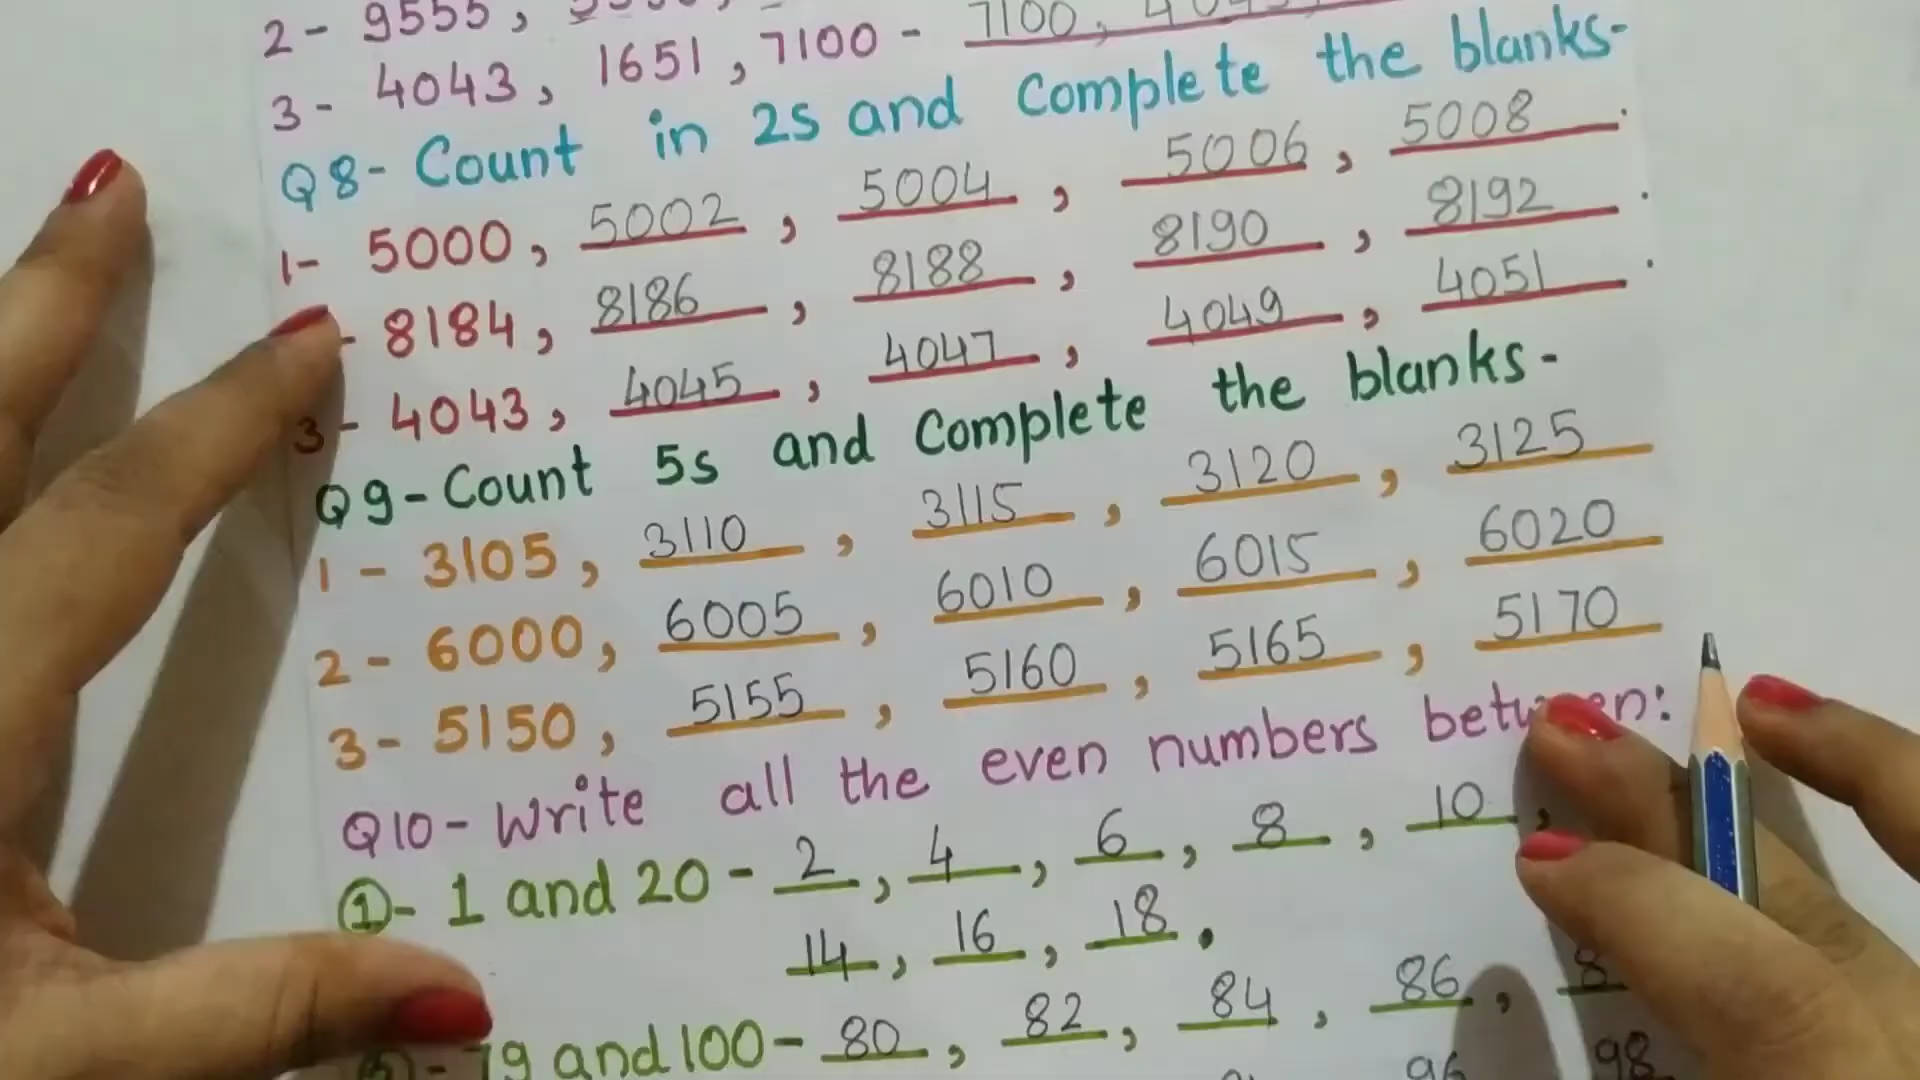 2 - 9555,
3 - 4043, 1651, 7100 - 7100,
Q8- Count in 2s and Complete the blanks-
1- 5000, 5002, 5004, 5006, 5008.
- 8184, 8186, 8188, 8190, 8192.
3- 4043, 4045, 4047, 4049, 4051.
Q9- Count 5s and Complete the blanks-
1 - 3105, 3110, 3115, 3120, 3125
2 - 6000, 6005, 6010, 6015, 6020
3 - 5150, 5155, 5160, 5165, 5170
Q10- Write all the even numbers between:
①- 1 and 20 - 2, 4, 6, 8, 10,
14, 16, 18.
- 79 and 100 - 80, 82, 84, 86,
96 98